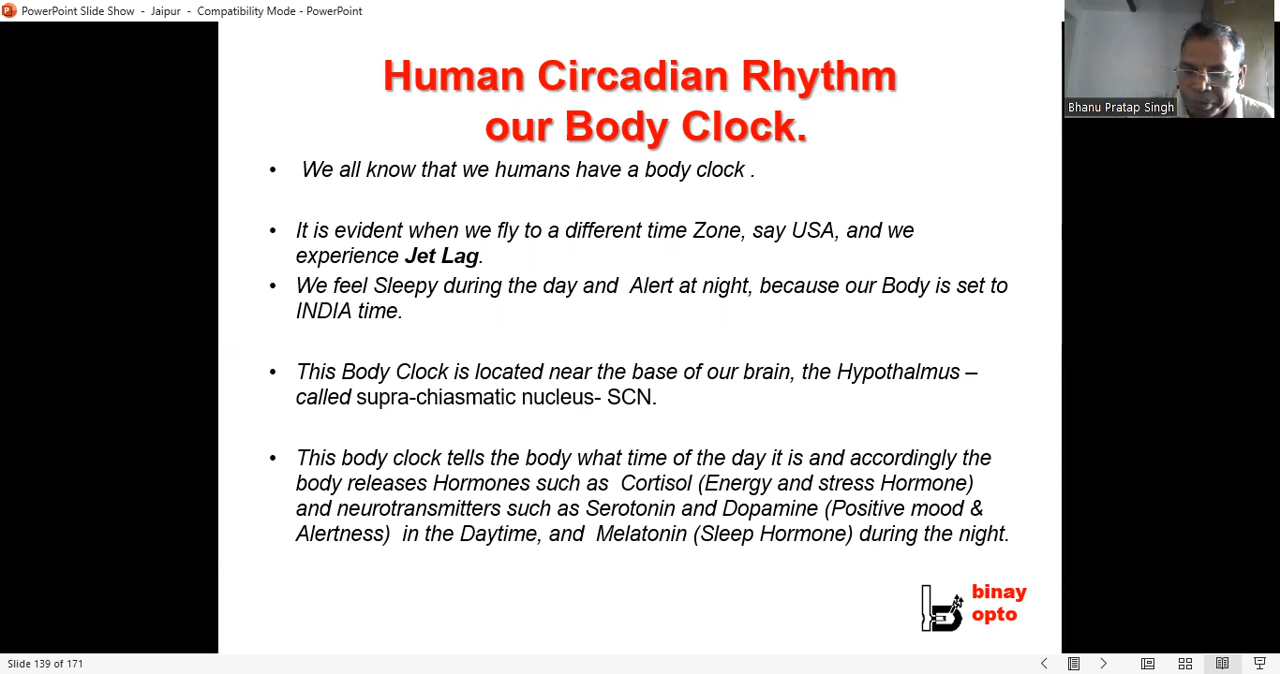 PowerPoint Slide Show - Jaipur - Compatibility Mode - PowerPoint
Bhanu Pratap Singh
Human Circadian Rhythm
our Body Clock.
• We all know that we humans have a body clock .
• It is evident when we fly to a different time Zone, say USA, and we
experience Jet Lag.
• We feel Sleepy during the day and Alert at night, because our Body is set to
INDIA time.
• This Body Clock is located near the base of our brain, the Hypothalmus –
called supra-chiasmatic nucleus- SCN.
• This body clock tells the body what time of the day it is and accordingly the
body releases Hormones such as Cortisol (Energy and stress Hormone)
and neurotransmitters such as Serotonin and Dopamine (Positive mood &
Alertness) in the Daytime, and Melatonin (Sleep Hormone) during the night.
binay
opto
Slide 139 of 171